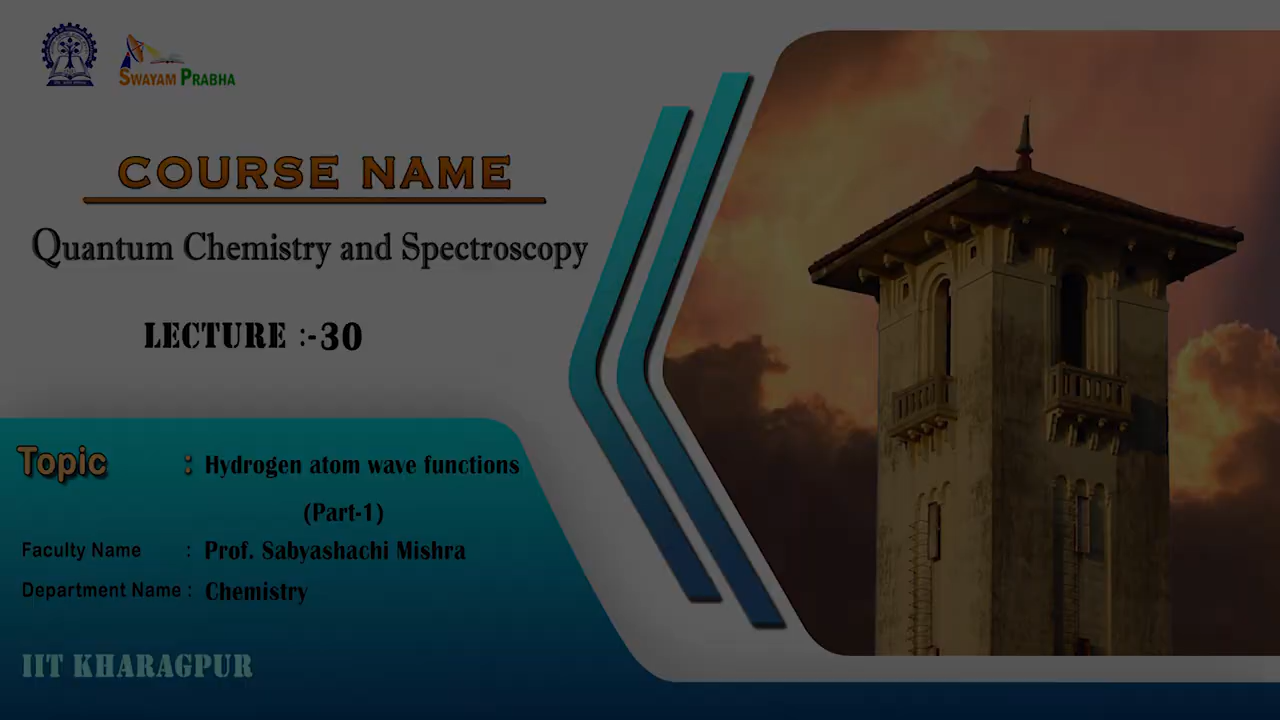 SWAYAM PRABHA
COURSE NAME
Quantum Chemistry and Spectroscopy
LECTURE :-30
Topic : Hydrogen atom wave functions
(Part-1)
Faculty Name : Prof. Sabyashachi Mishra
Department Name : Chemistry
IIT KHARAGPUR